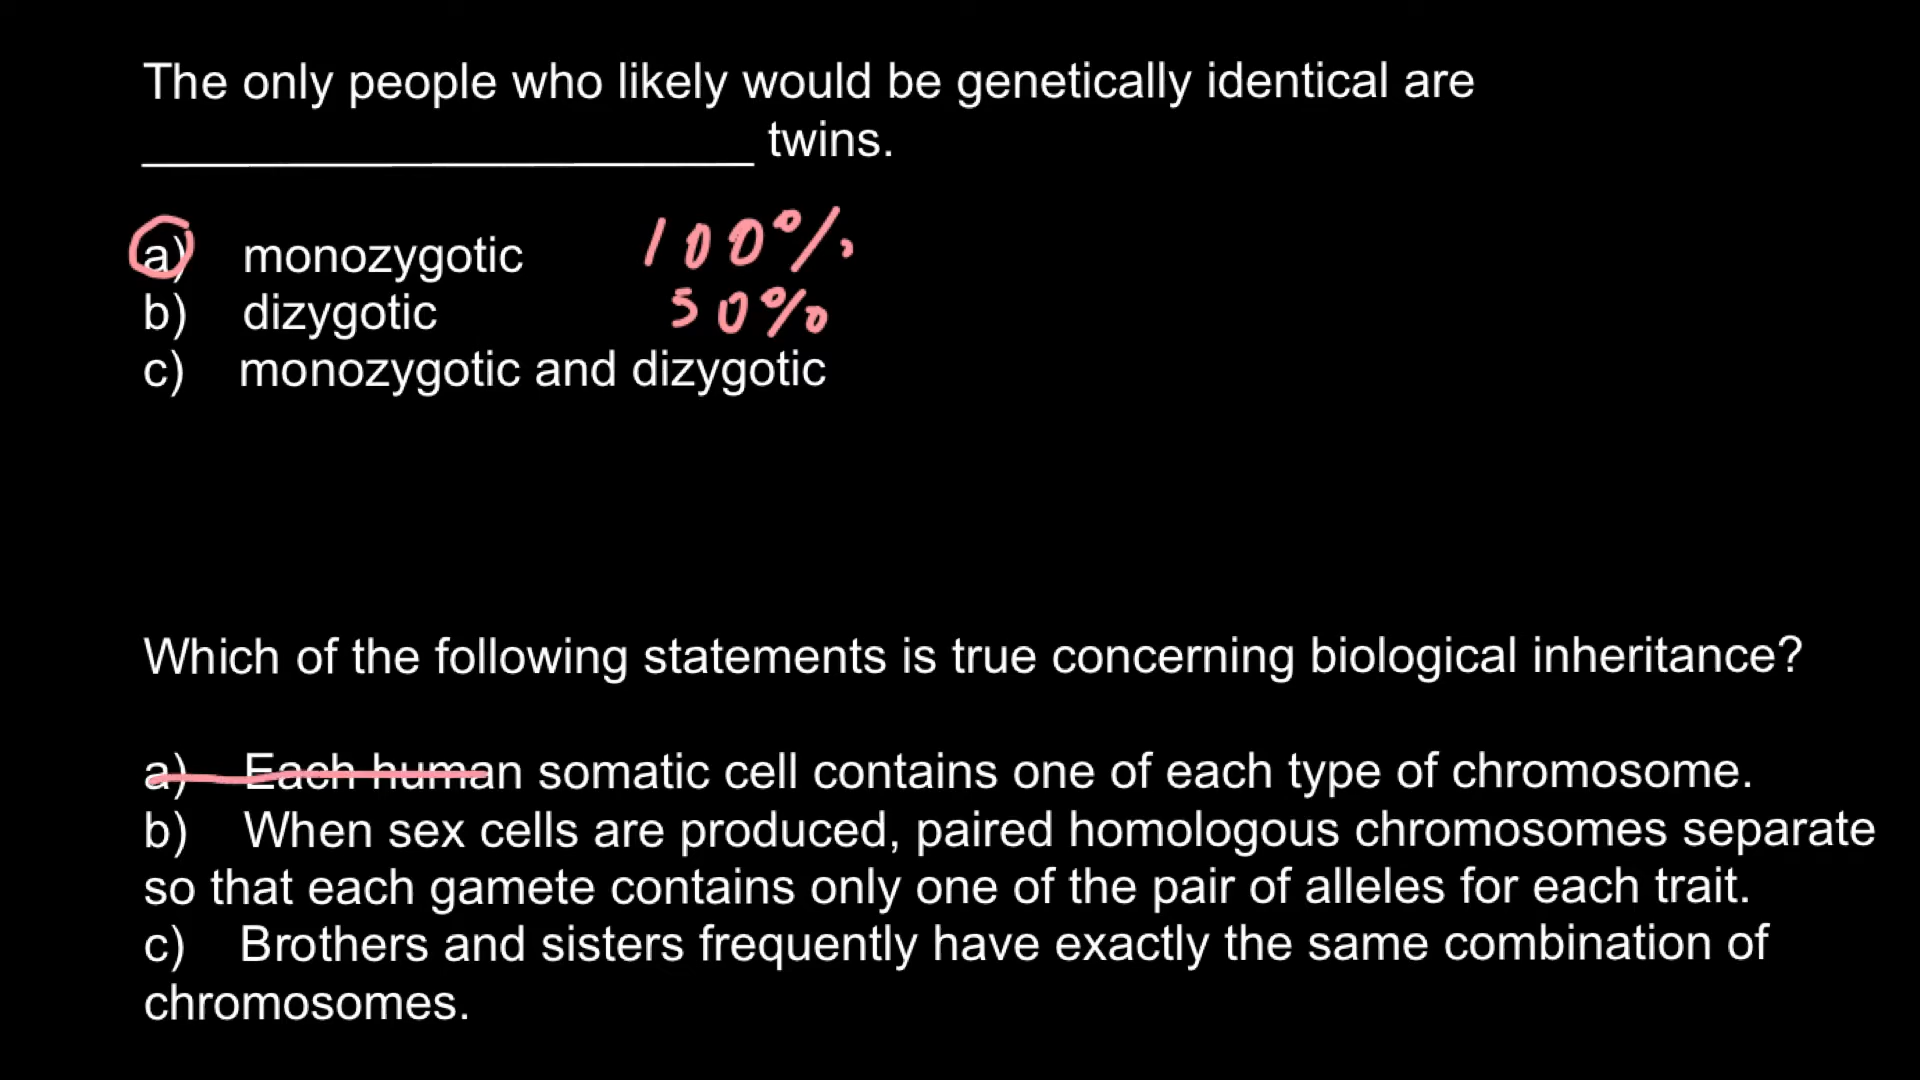 The only people who likely would be genetically identical are
_______________________ twins.
a) monozygotic 100%
b) dizygotic 50%
c) monozygotic and dizygotic
Which of the following statements is true concerning biological inheritance?
a) Each human somatic cell contains one of each type of chromosome.
b) When sex cells are produced, paired homologous chromosomes separate
so that each gamete contains only one of the pair of alleles for each trait.
c) Brothers and sisters frequently have exactly the same combination of
chromosomes.